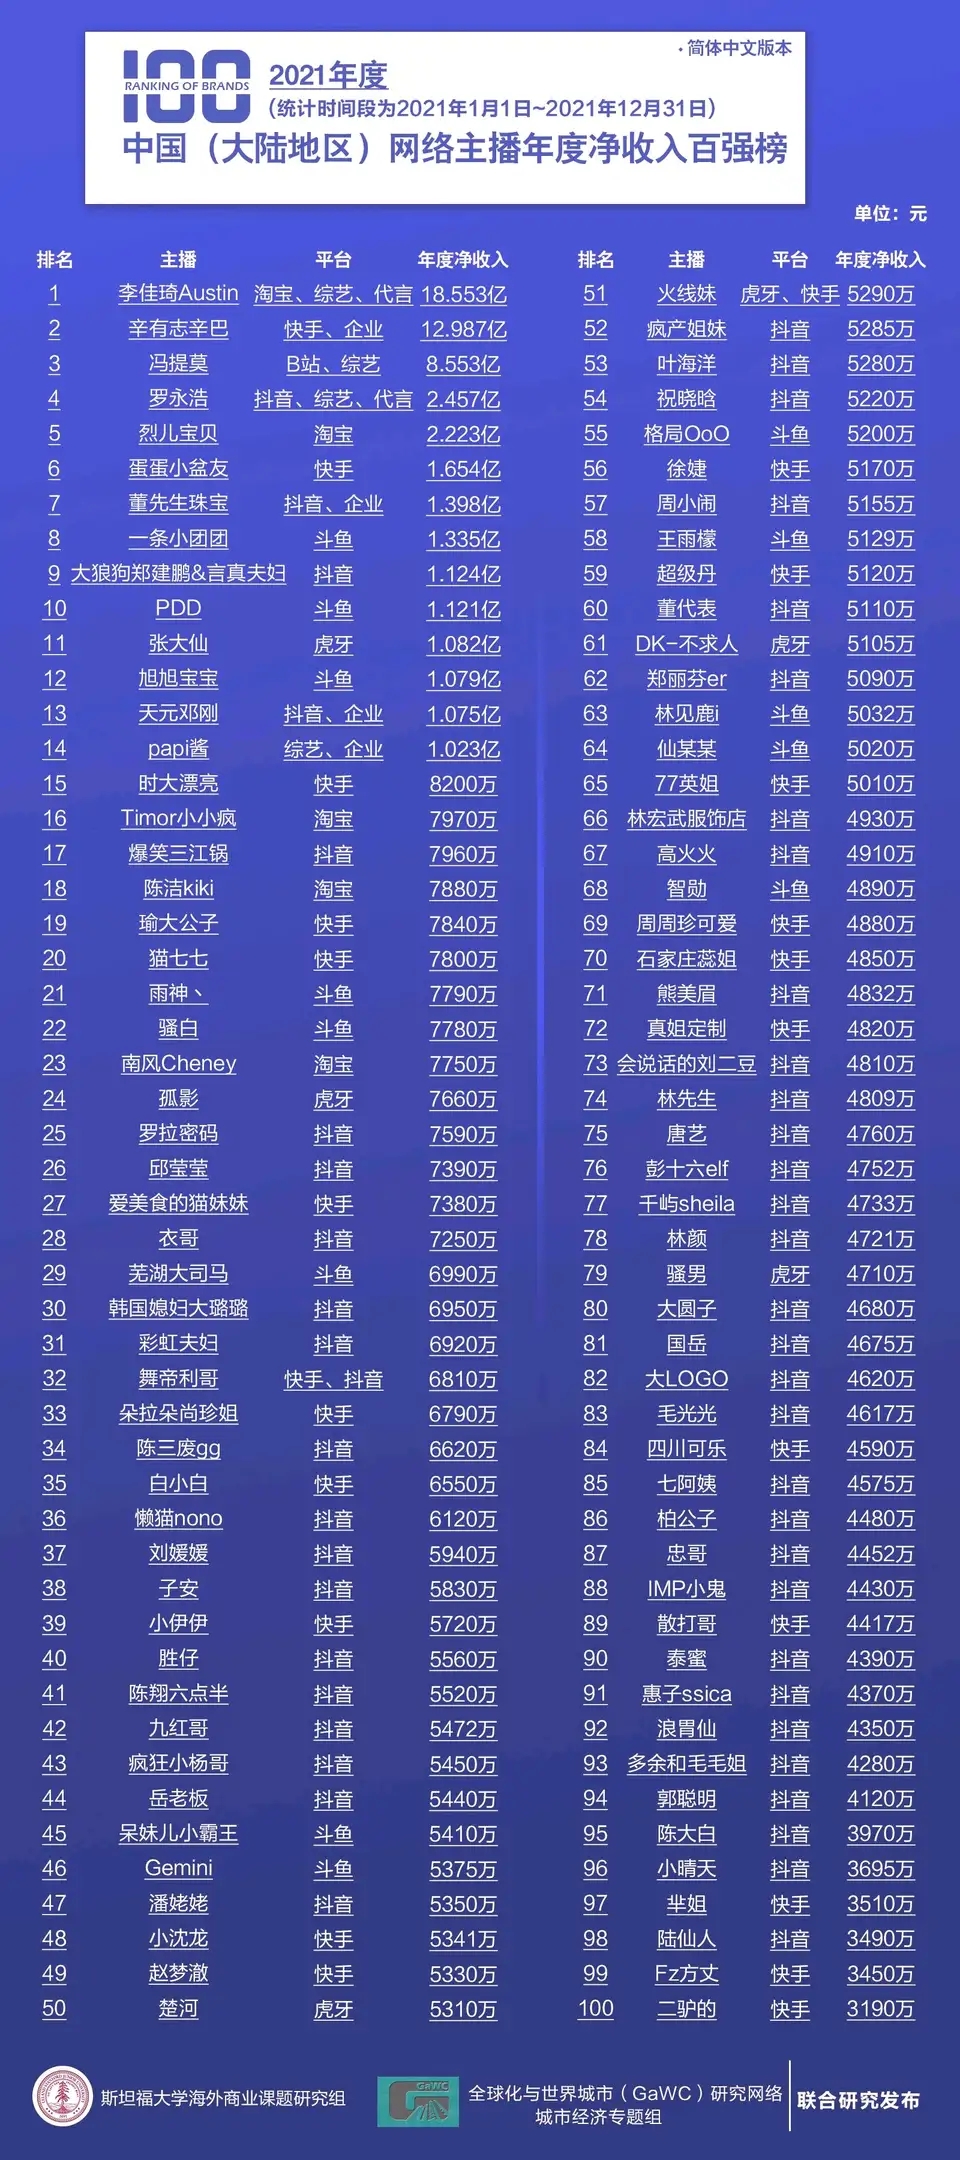 ·简体中文版本
100
RANKING OF BRANDS
2021年度
（统计时间段为2021年1月1日~2021年12月31日）
中国（大陆地区）网络主播年度净收入百强榜
单位：元
排名 主播 平台 年度净收入
1 李佳琦Austin 淘宝、综艺、代言 18.553亿
2 辛有志辛巴 快手、企业 12.987亿
3 冯提莫 B站、综艺 8.553亿
4 罗永浩 抖音、综艺、代言 2.457亿
5 烈儿宝贝 淘宝 2.223亿
6 蛋蛋小盆友 快手 1.654亿
7 董先生珠宝 抖音、企业 1.398亿
8 一条小团团 斗鱼 1.335亿
9 大狼狗郑建鹏&言真夫妇 抖音 1.124亿
10 PDD 斗鱼 1.121亿
11 张大仙 虎牙 1.082亿
12 旭旭宝宝 斗鱼 1.079亿
13 天元邓刚 抖音、企业 1.075亿
14 papi酱 综艺、企业 1.023亿
15 时大漂亮 快手 8200万
16 Timor小小疯 淘宝 7970万
17 爆笑三江锅 抖音 7960万
18 陈洁kiki 淘宝 7880万
19 瑜大公子 快手 7840万
20 猫七七 快手 7800万
21 雨神丶 斗鱼 7790万
22 骚白 斗鱼 7780万
23 南风Cheney 淘宝 7750万
24 孤影 虎牙 7660万
25 罗拉密码 抖音 7590万
26 邱莹莹 抖音 7390万
27 爱美食的猫妹妹 快手 7380万
28 衣哥 抖音 7250万
29 芜湖大司马 斗鱼 6990万
30 韩国媳妇大璐璐 抖音 6950万
31 彩虹夫妇 抖音 6920万
32 舞帝利哥 快手、抖音 6810万
33 朵拉朵尚珍姐 快手 6790万
34 陈三废gg 抖音 6620万
35 白小白 快手 6550万
36 懒猫nono 抖音 6120万
37 刘媛媛 抖音 5940万
38 子安 抖音 5830万
39 小伊伊 快手 5720万
40 胜仔 抖音 5560万
41 陈翔六点半 抖音 5520万
42 九红哥 抖音 5472万
43 疯狂小杨哥 抖音 5450万
44 岳老板 抖音 5440万
45 呆妹儿小霸王 斗鱼 5410万
46 Gemini 斗鱼 5375万
47 潘姥姥 抖音 5350万
48 小沈龙 快手 5341万
49 赵梦澈 快手 5330万
50 楚河 虎牙 5310万
排名 主播 平台 年度净收入
51 火线妹 虎牙、快手 5290万
52 疯产姐妹 抖音 5285万
53 叶海洋 抖音 5280万
54 祝晓晗 抖音 5220万
55 格局OoO 斗鱼 5200万
56 徐婕 快手 5170万
57 周小闹 抖音 5155万
58 王雨檬 斗鱼 5129万
59 超级丹 快手 5120万
60 董代表 抖音 5110万
61 DK-不求人 虎牙 5105万
62 郑丽芬er 抖音 5090万
63 林见鹿i 斗鱼 5032万
64 仙某某 斗鱼 5020万
65 77英姐 快手 5010万
66 林宏武服饰店 抖音 4930万
67 高火火 抖音 4910万
68 智勋 斗鱼 4890万
69 周周珍可爱 快手 4880万
70 石家庄蕊姐 快手 4850万
71 熊美眉 抖音 4832万
72 真姐定制 快手 4820万
73 会说话的刘二豆 抖音 4810万
74 林先生 抖音 4809万
75 唐艺 抖音 4760万
76 彭十六elf 抖音 4752万
77 千屿sheila 抖音 4733万
78 林颜 抖音 4721万
79 骚男 虎牙 4710万
80 大圆子 抖音 4680万
81 国岳 抖音 4675万
82 大LOGO 抖音 4620万
83 毛光光 抖音 4617万
84 四川可乐 快手 4590万
85 七阿姨 抖音 4575万
86 柏公子 抖音 4480万
87 忠哥 抖音 4452万
88 IMP小鬼 抖音 4430万
89 散打哥 快手 4417万
90 泰蜜 抖音 4390万
91 惠子ssica 抖音 4370万
92 浪胃仙 抖音 4350万
93 多余和毛毛姐 抖音 4280万
94 郭聪明 抖音 4120万
95 陈大白 抖音 3970万
96 小晴天 抖音 3695万
97 芈姐 快手 3510万
98 陆仙人 抖音 3490万
99 Fz方丈 快手 3450万
100 二驴的 快手 3190万
斯坦福大学海外商业课题研究组
GaWC
全球化与世界城市（GaWC）研究网络
城市经济专题组
联合研究发布